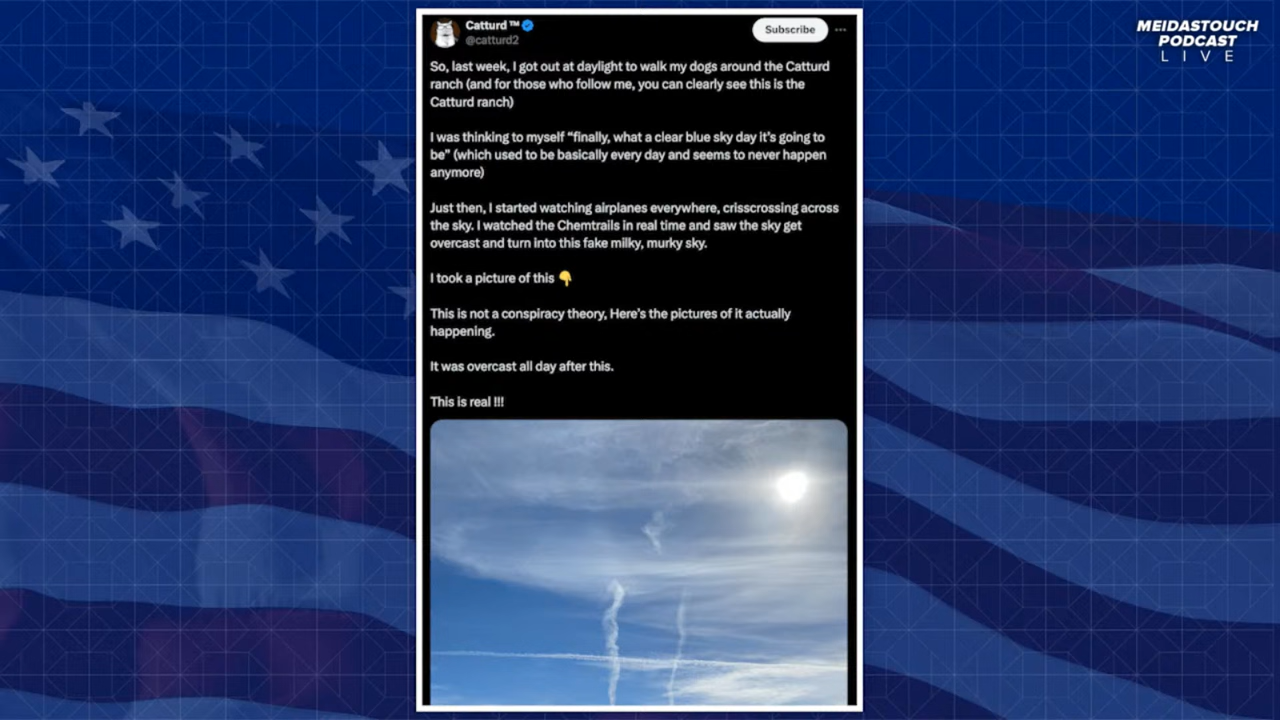 MEIDASTOUCH
PODCAST
LIVE
Catturd ™
@catturd2
Subscribe
So, last week, I got out at daylight to walk my dogs around the Catturd
ranch (and for those who follow me, you can clearly see this is the
Catturd ranch)
I was thinking to myself “finally, what a clear blue sky day it’s going to
be” (which used to be basically every day and seems to never happen
anymore)
Just then, I started watching airplanes everywhere, crisscrossing across
the sky. I watched the Chemtrails in real time and saw the sky get
overcast and turn into this fake milky, murky sky.
I took a picture of this 👇
This is not a conspiracy theory, Here’s the pictures of it actually
happening.
It was overcast all day after this.
This is real !!!